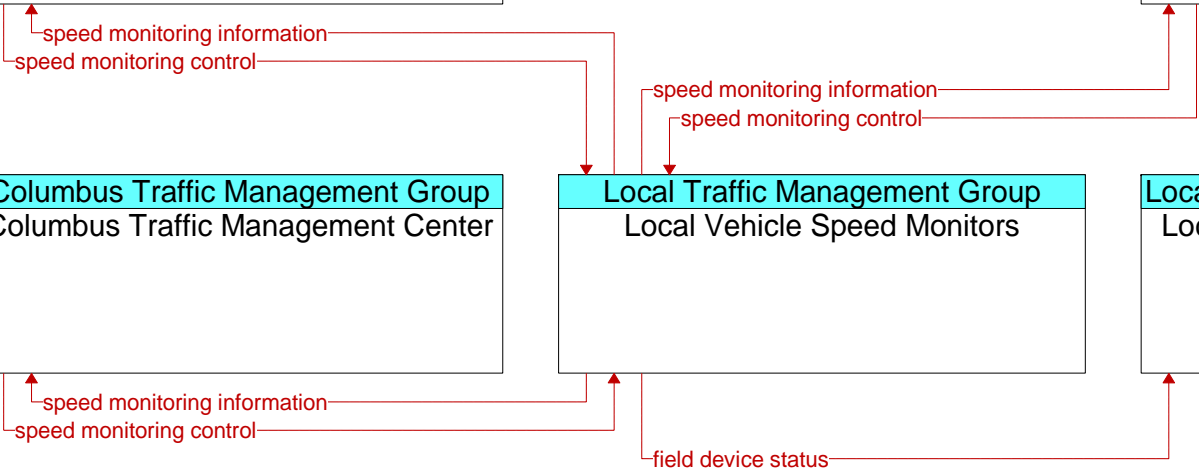 speed monitoring information
speed monitoring control
speed monitoring information
speed monitoring control
Columbus Traffic Management Group
Columbus Traffic Management Center
Local Traffic Management Group
Local Vehicle Speed Monitors
speed monitoring information
speed monitoring control
field device status